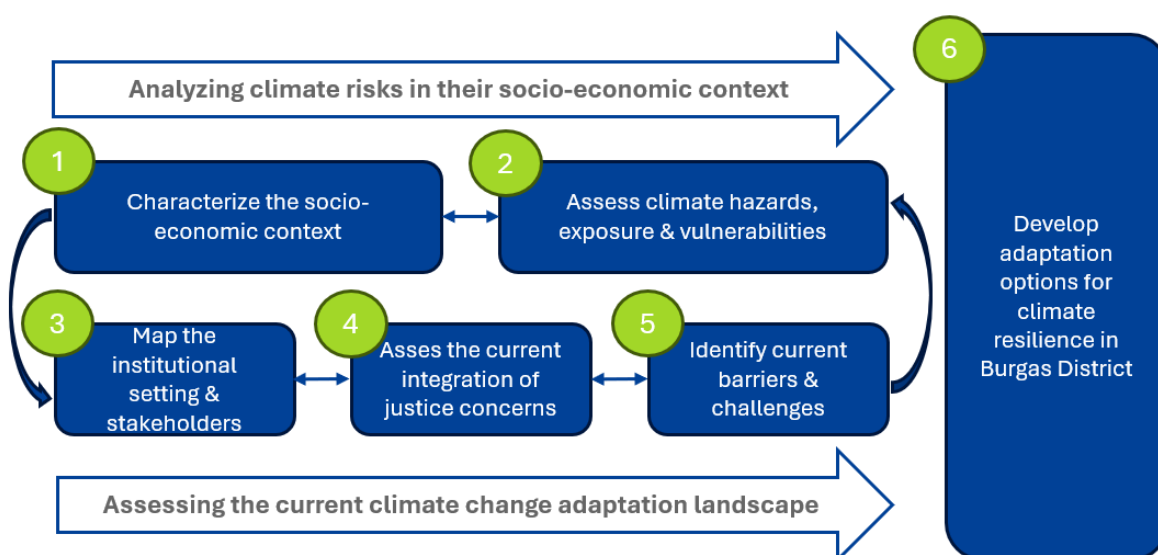 6
Analyzing climate risks in their socio-economic context
1
2
Characterize the socio-
economic context
Assess climate hazards,
exposure & vulnerabilities
3
4
5
Map the
institutional
setting &
stakeholders
Asses the current
integration of
justice concerns
Identify current
barriers &
challenges
Develop
adaptation
options for
climate
resilience in
Burgas District
Assessing the current climate change adaptation landscape